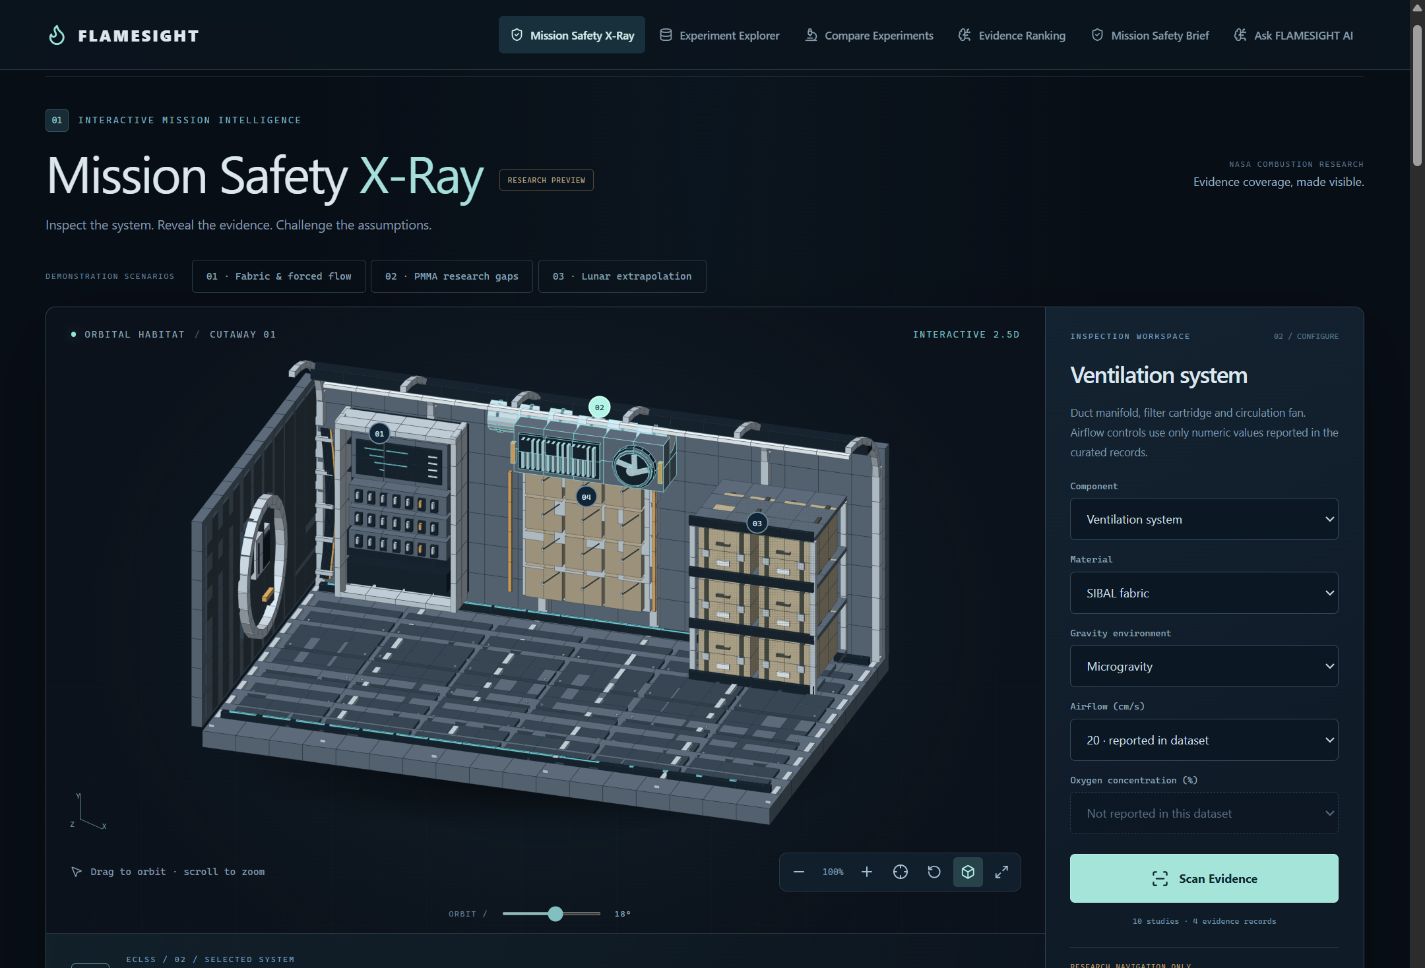 FLAMESIGHT
Mission Safety X-Ray
Experiment Explorer
Compare Experiments
Evidence Ranking
Mission Safety Brief
Ask FLAMESIGHT AI
01 INTERACTIVE MISSION INTELLIGENCE
Mission Safety X-Ray
RESEARCH PREVIEW
NASA COMBUSTION RESEARCH
Evidence coverage, made visible.
Inspect the system. Reveal the evidence. Challenge the assumptions.
DEMONSTRATION SCENARIOS
01 · Fabric & forced flow
02 · PMMA research gaps
03 · Lunar extrapolation
ORBITAL HABITAT / CUTAWAY 01
INTERACTIVE 2.5D
01
02
03
04
Y
Z
X
Drag to orbit · scroll to zoom
100%
ORBIT /
18°
ECLSS / 02 / SELECTED SYSTEM
INSPECTION WORKSPACE
02 / CONFIGURE
Ventilation system
Duct manifold, filter cartridge and circulation fan.
Airflow controls use only numeric values reported in the
curated records.
Component
Ventilation system
Material
SIBAL fabric
Gravity environment
Microgravity
Airflow (cm/s)
20 · reported in dataset
Oxygen concentration (%)
Not reported in this dataset
Scan Evidence
10 studies · 4 evidence records
RESEARCH NAVIGATION ONLY